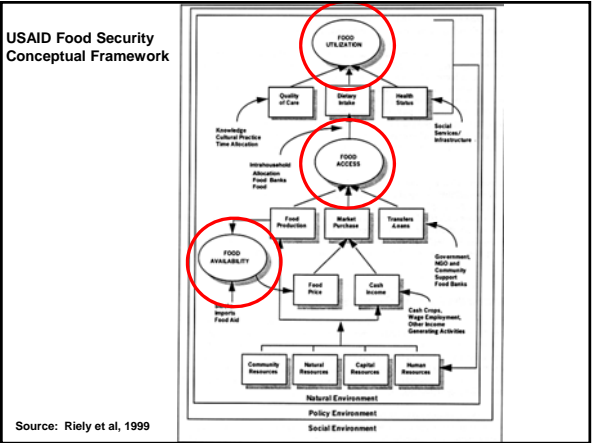 USAID Food Security
Conceptual Framework
FOOD
UTILIZATION
Quality
of Care
Dietary
Intake
Health
Status
Knowledge
Cultural Practice
Time Allocation
Social
Services/
Infrastructure
Intrahousehold
Allocation
Food Banks
Food
FOOD
ACCESS
Food
Production
Market
Purchase
Transfers
/Loans
FOOD
AVAILABILITY
Government,
NGO and
Community
Support
Food Banks
Food
Price
Cash
Income
Imports
Food Aid
Cash Crops,
Wage Employment,
Other Income
Generating Activities
Community
Resources
Natural
Resources
Capital
Resources
Human
Resources
Natural Environment
Policy Environment
Social Environment
Source: Riely et al, 1999